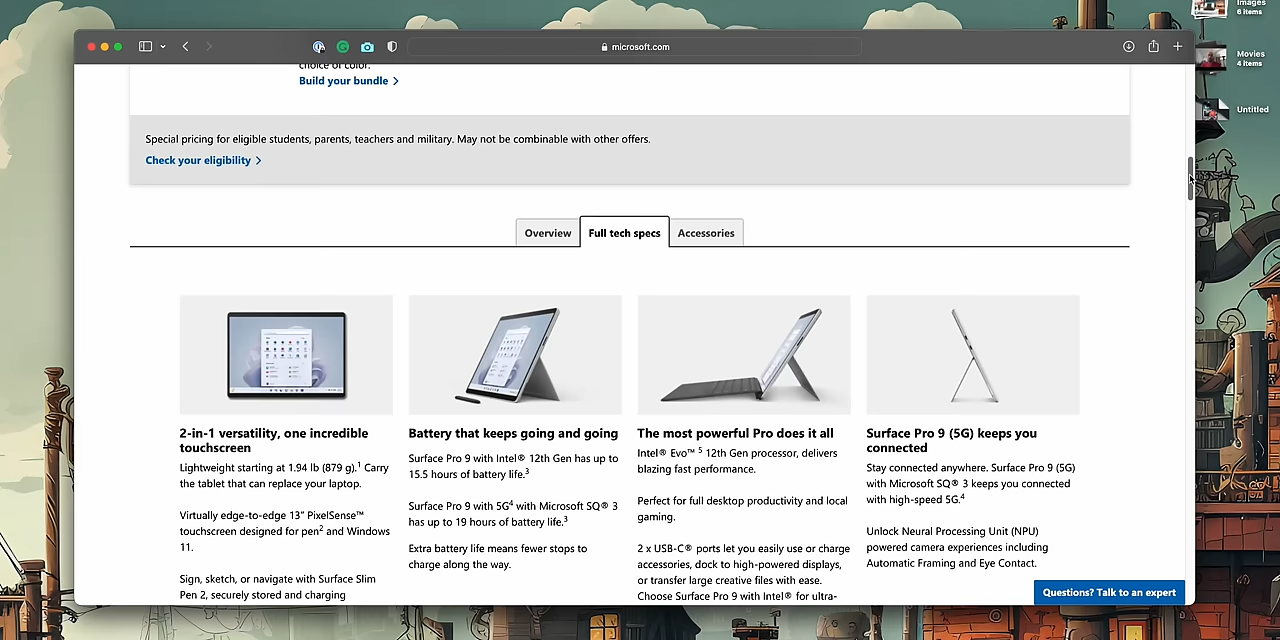 Images
6 items
microsoft.com
Movies
4 items
choice of color.
Build your bundle >
Untitled
Special pricing for eligible students, parents, teachers and military. May not be combinable with other offers.
Check your eligibility >
Overview
Full tech specs
Accessories
2-in-1 versatility, one incredible
touchscreen
Lightweight starting at 1.94 lb (879 g).¹ Carry
the tablet that can replace your laptop.
Virtually edge-to-edge 13” PixelSense™
touchscreen designed for pen² and Windows
11.
Sign, sketch, or navigate with Surface Slim
Pen 2, securely stored and charging
Battery that keeps going and going
Surface Pro 9 with Intel® 12th Gen has up to
15.5 hours of battery life.³
Surface Pro 9 with 5G⁴ with Microsoft SQ® 3
has up to 19 hours of battery life.³
Extra battery life means fewer stops to
charge along the way.
The most powerful Pro does it all
Intel® Evo™ ⁵ 12th Gen processor, delivers
blazing fast performance.
Perfect for full desktop productivity and local
gaming.
2 x USB-C® ports let you easily use or charge
accessories, dock to high-powered displays,
or transfer large creative files with ease.
Choose Surface Pro 9 with Intel® for ultra-
Surface Pro 9 (5G) keeps you
connected
Stay connected anywhere. Surface Pro 9 (5G)
with Microsoft SQ® 3 keeps you connected
with high-speed 5G.⁴
Unlock Neural Processing Unit (NPU)
powered camera experiences including
Automatic Framing and Eye Contact.
Questions? Talk to an expert